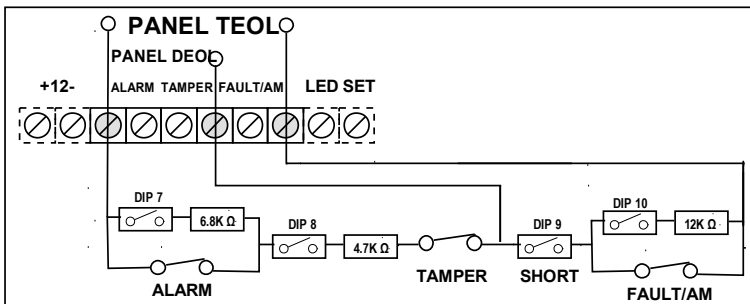 PANEL TEOL
PANEL DEOL
+12- ALARM TAMPER FAULT/AM LED SET
DIP 7 DIP 10
6.8K Ω DIP 8 DIP 9 12K Ω
4.7K Ω
TAMPER SHORT
ALARM FAULT/AM